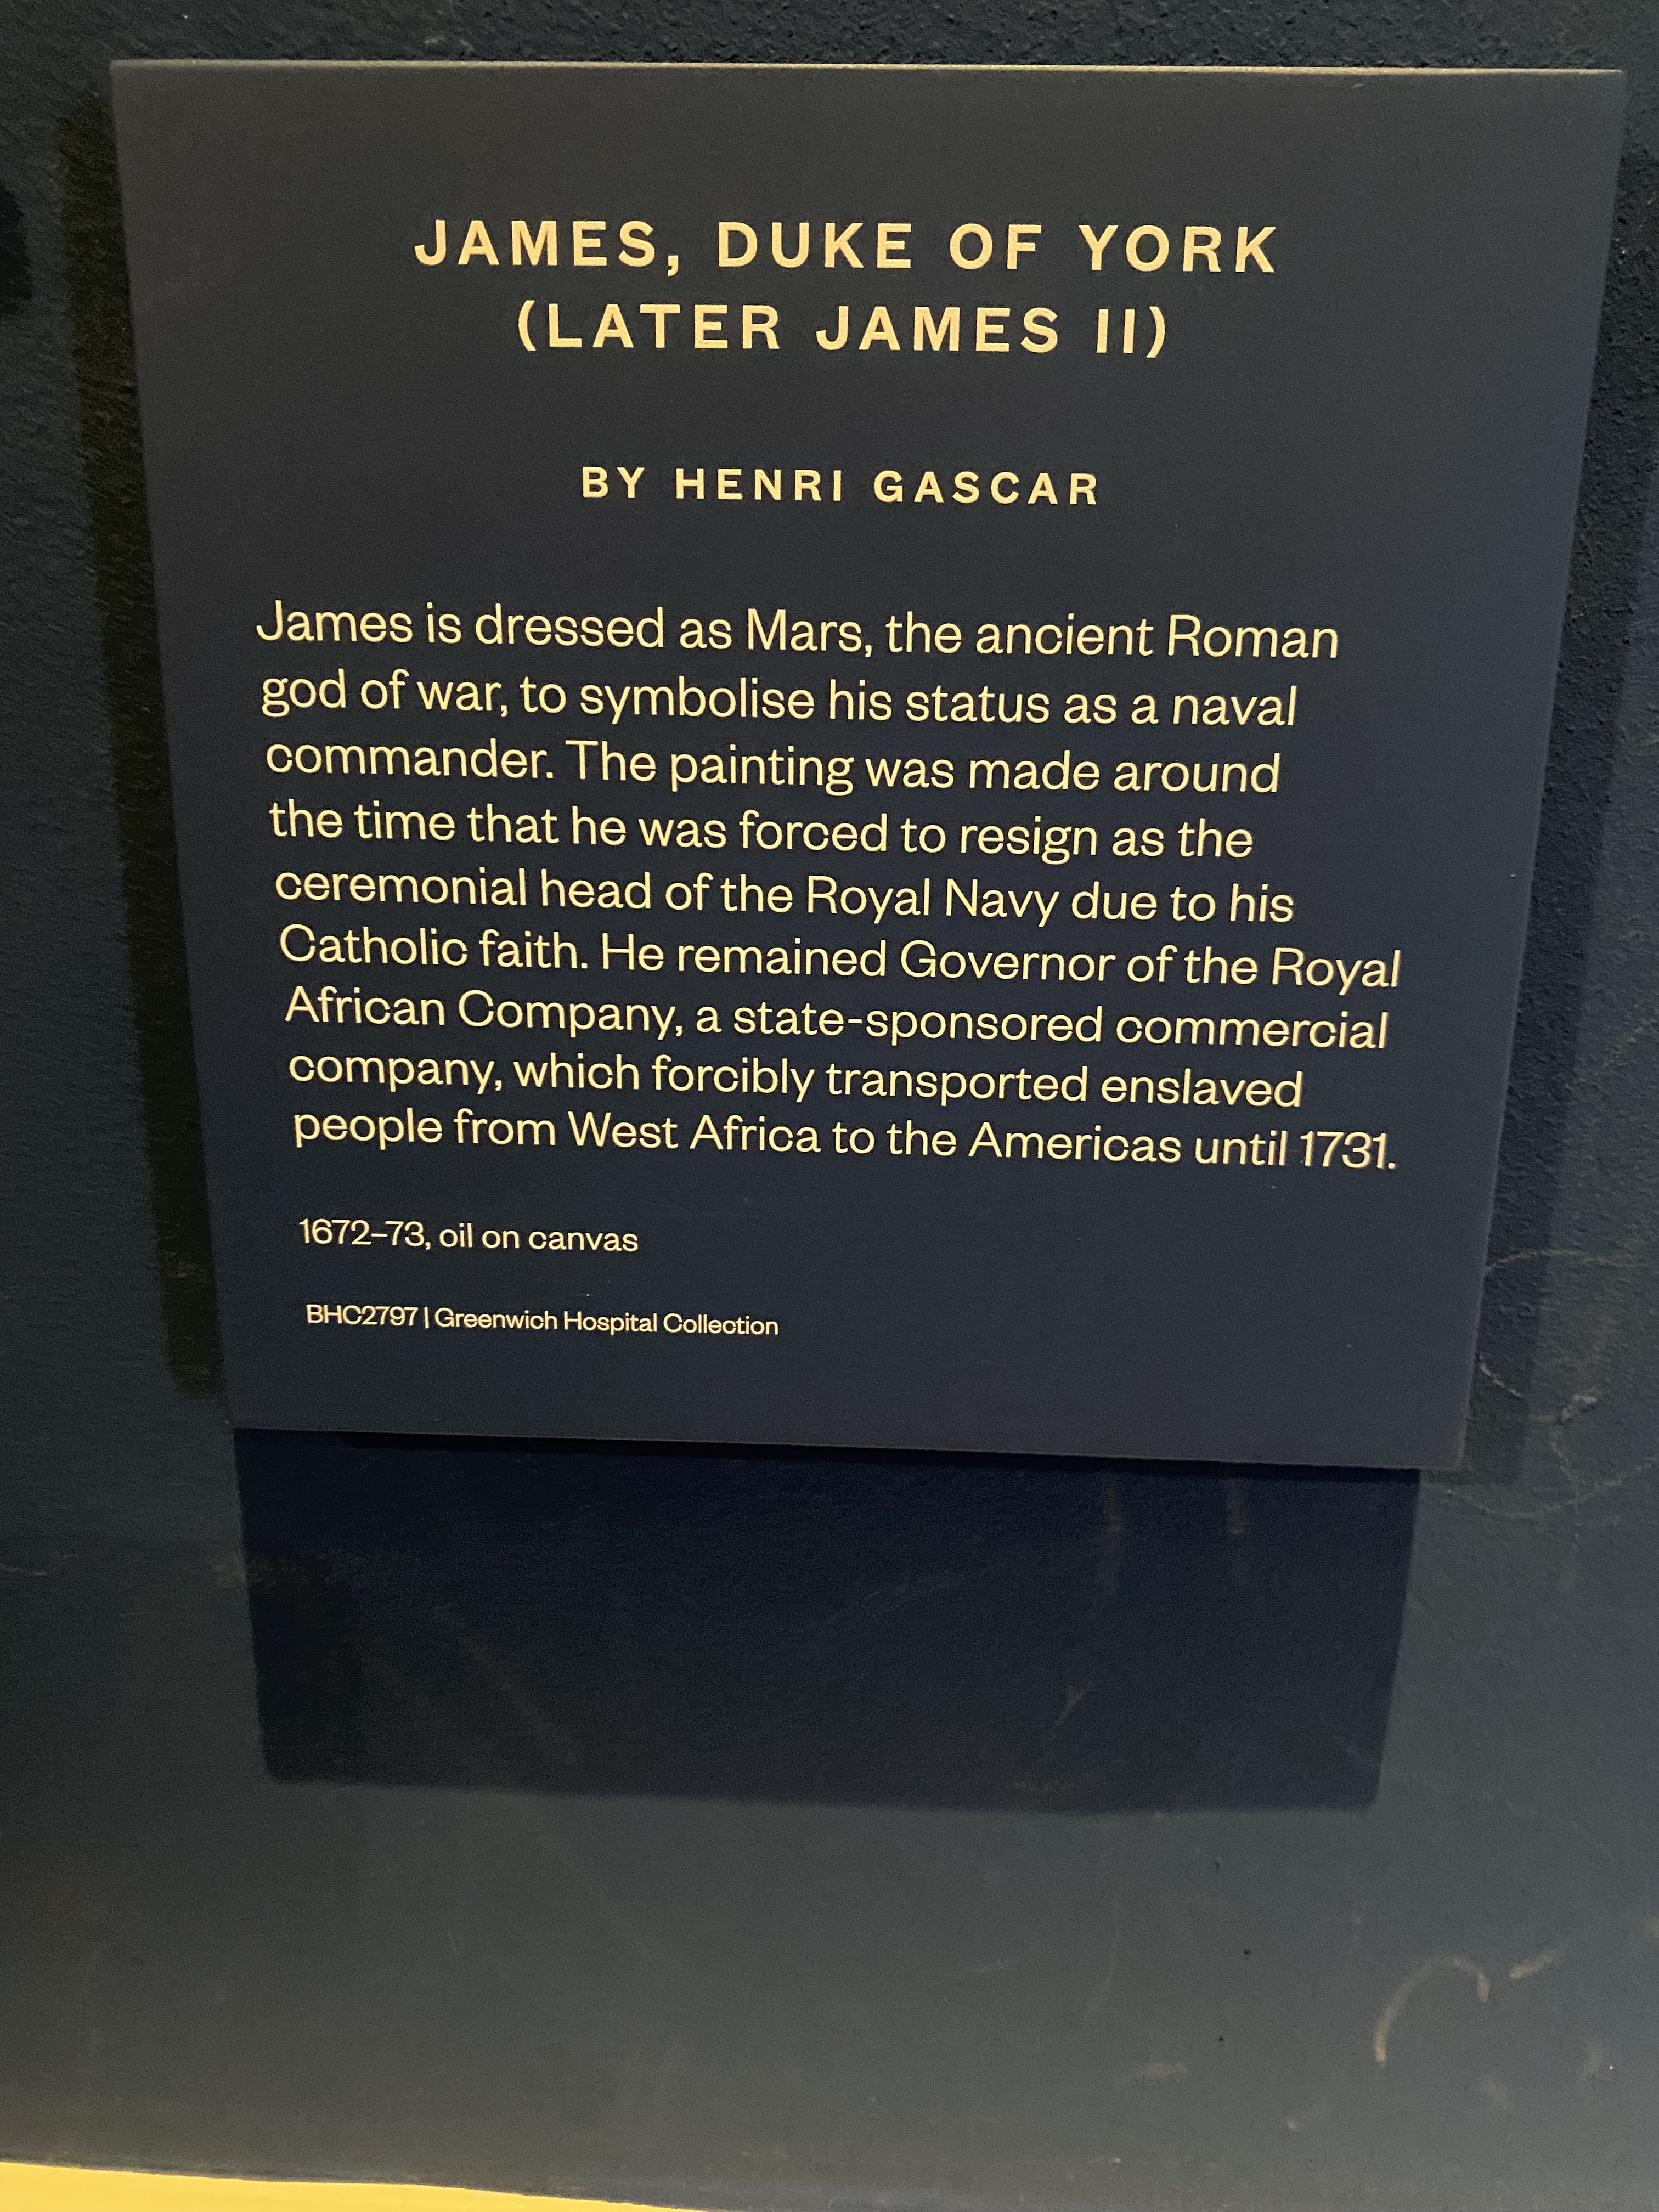 JAMES, DUKE OF YORK
(LATER JAMES II)
BY HENRI GASCAR
James is dressed as Mars, the ancient Roman
god of war, to symbolise his status as a naval
commander. The painting was made around
the time that he was forced to resign as the
ceremonial head of the Royal Navy due to his
Catholic faith. He remained Governor of the Royal
African Company, a state-sponsored commercial
company, which forcibly transported enslaved
people from West Africa to the Americas until 1731.
1672–73, oil on canvas
BHC2797 | Greenwich Hospital Collection